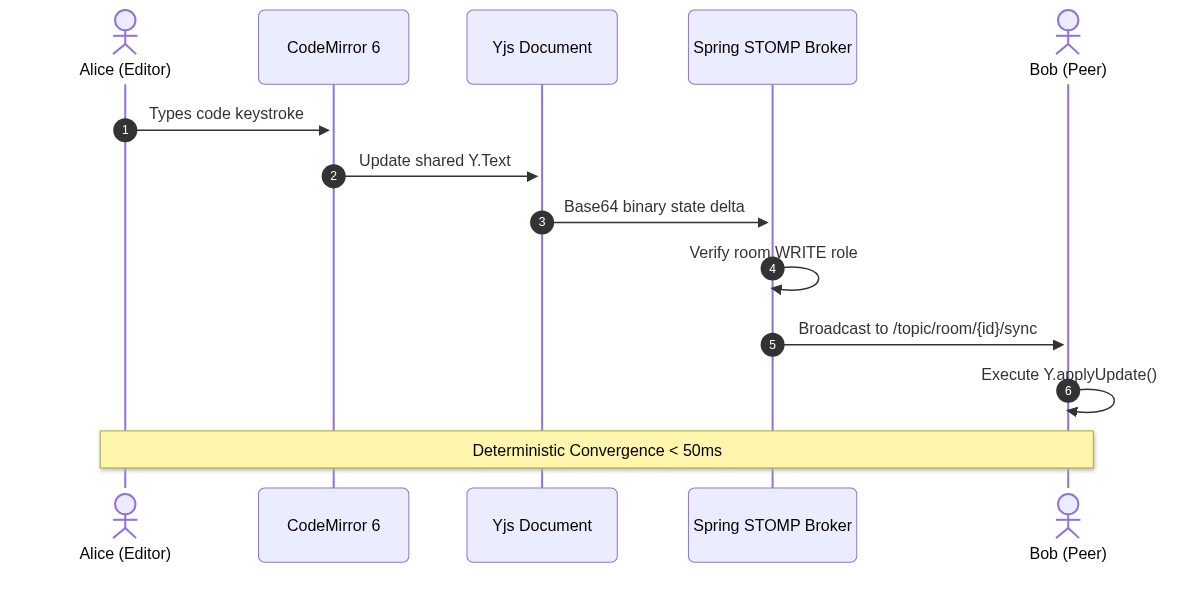 Alice (Editor)
CodeMirror 6
Yjs Document
Spring STOMP Broker
Bob (Peer)
1
Types code keystroke
2
Update shared Y.Text
3
Base64 binary state delta
Verify room WRITE role
4
5
Broadcast to /topic/room/{id}/sync
Execute Y.applyUpdate()
6
Deterministic Convergence < 50ms
Alice (Editor)
CodeMirror 6
Yjs Document
Spring STOMP Broker
Bob (Peer)